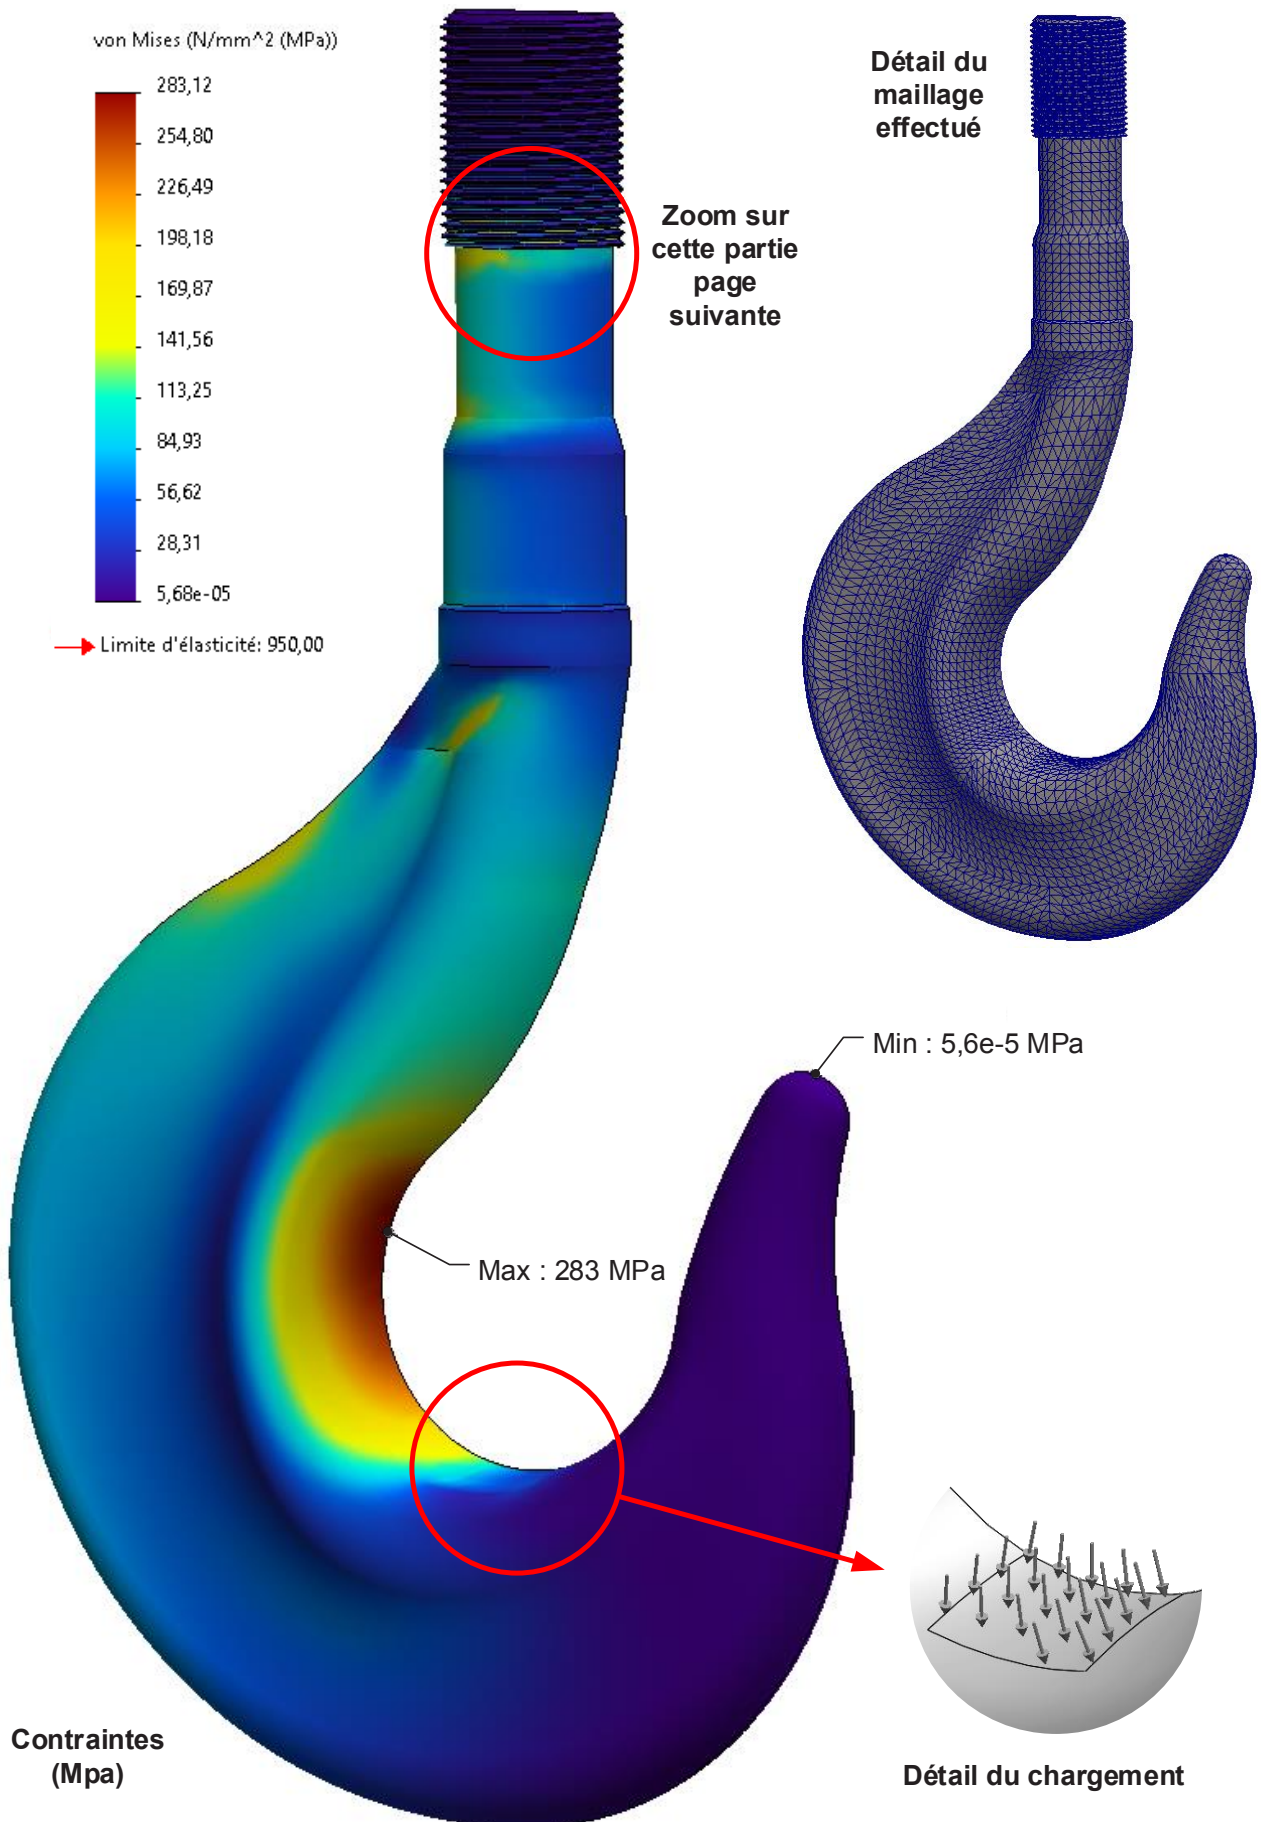 von Mises (N/mm^2 (MPa))
283,12
254,80
226,49
198,18
169,87
141,56
113,25
84,93
56,62
28,31
5,68e-05
Limite d'élasticité: 950,00
Détail du
maillage
effectué
Zoom sur
cette partie
page
suivante
Min : 5,6e-5 MPa
Max : 283 MPa
Contraintes
(Mpa)
Détail du chargement